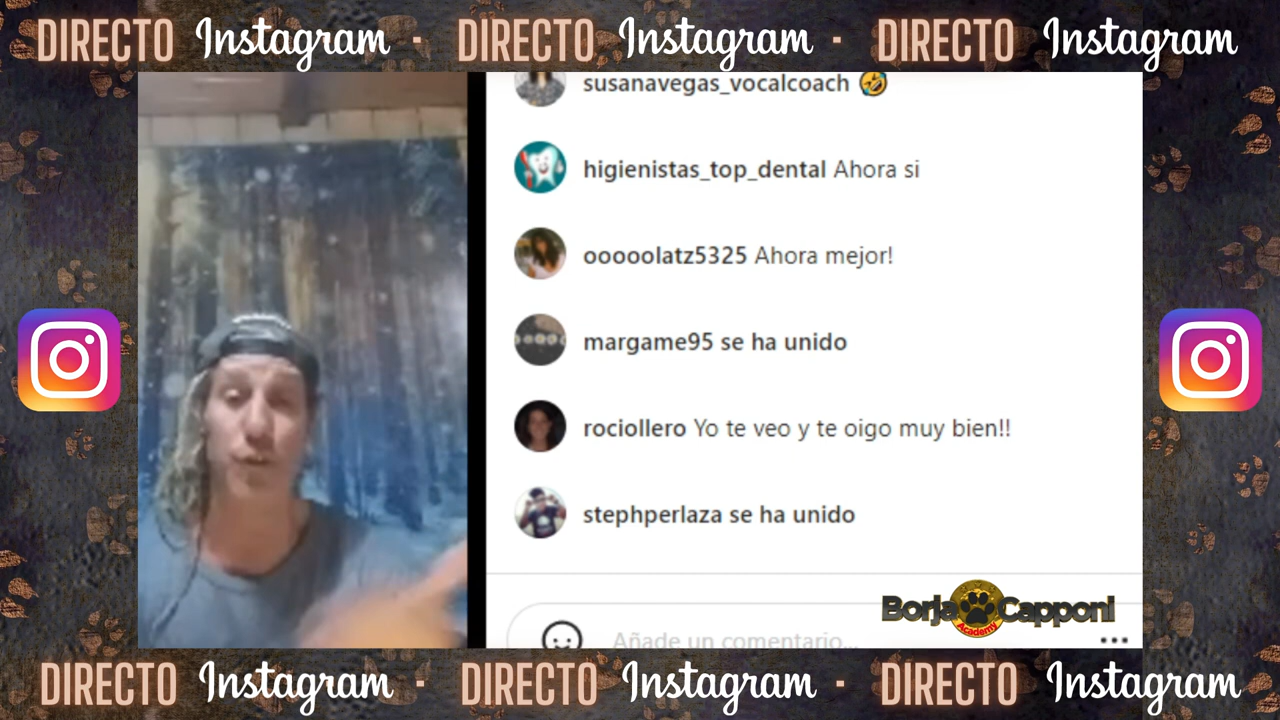 DIRECTO Instagram · DIRECTO Instagram · DIRECTO Instagram
susanavegas_vocalcoach 🤣
higienistas_top_dental Ahora si
ooooolatz5325 Ahora mejor!
margame95 se ha unido
rociollero Yo te veo y te oigo muy bien!!
stephperlaza se ha unido
Borja Capponi
Academy
Añade un comentario...
DIRECTO Instagram · DIRECTO Instagram · DIRECTO Instagram